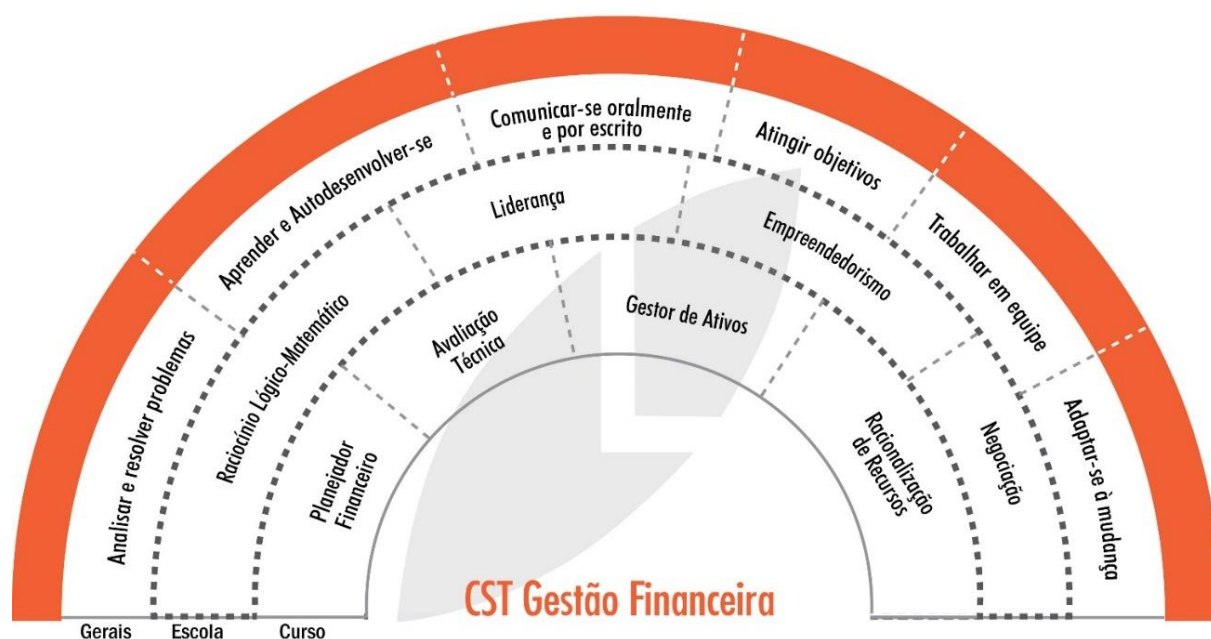 Analisar e resolver problemas
Aprender e Autodesenvolver-se
Comunicar-se oralmente
e por escrito
Atingir objetivos
Trabalhar em equipe
Adaptar-se à mudança
Raciocínio Lógico-Matemático
Liderança
Empreendedorismo
Negociação
Planejador
Financeiro
Avaliação
Técnica
Gestor de Ativos
Racionalização
de Recursos
CST Gestão Financeira
Gerais
Escola
Curso